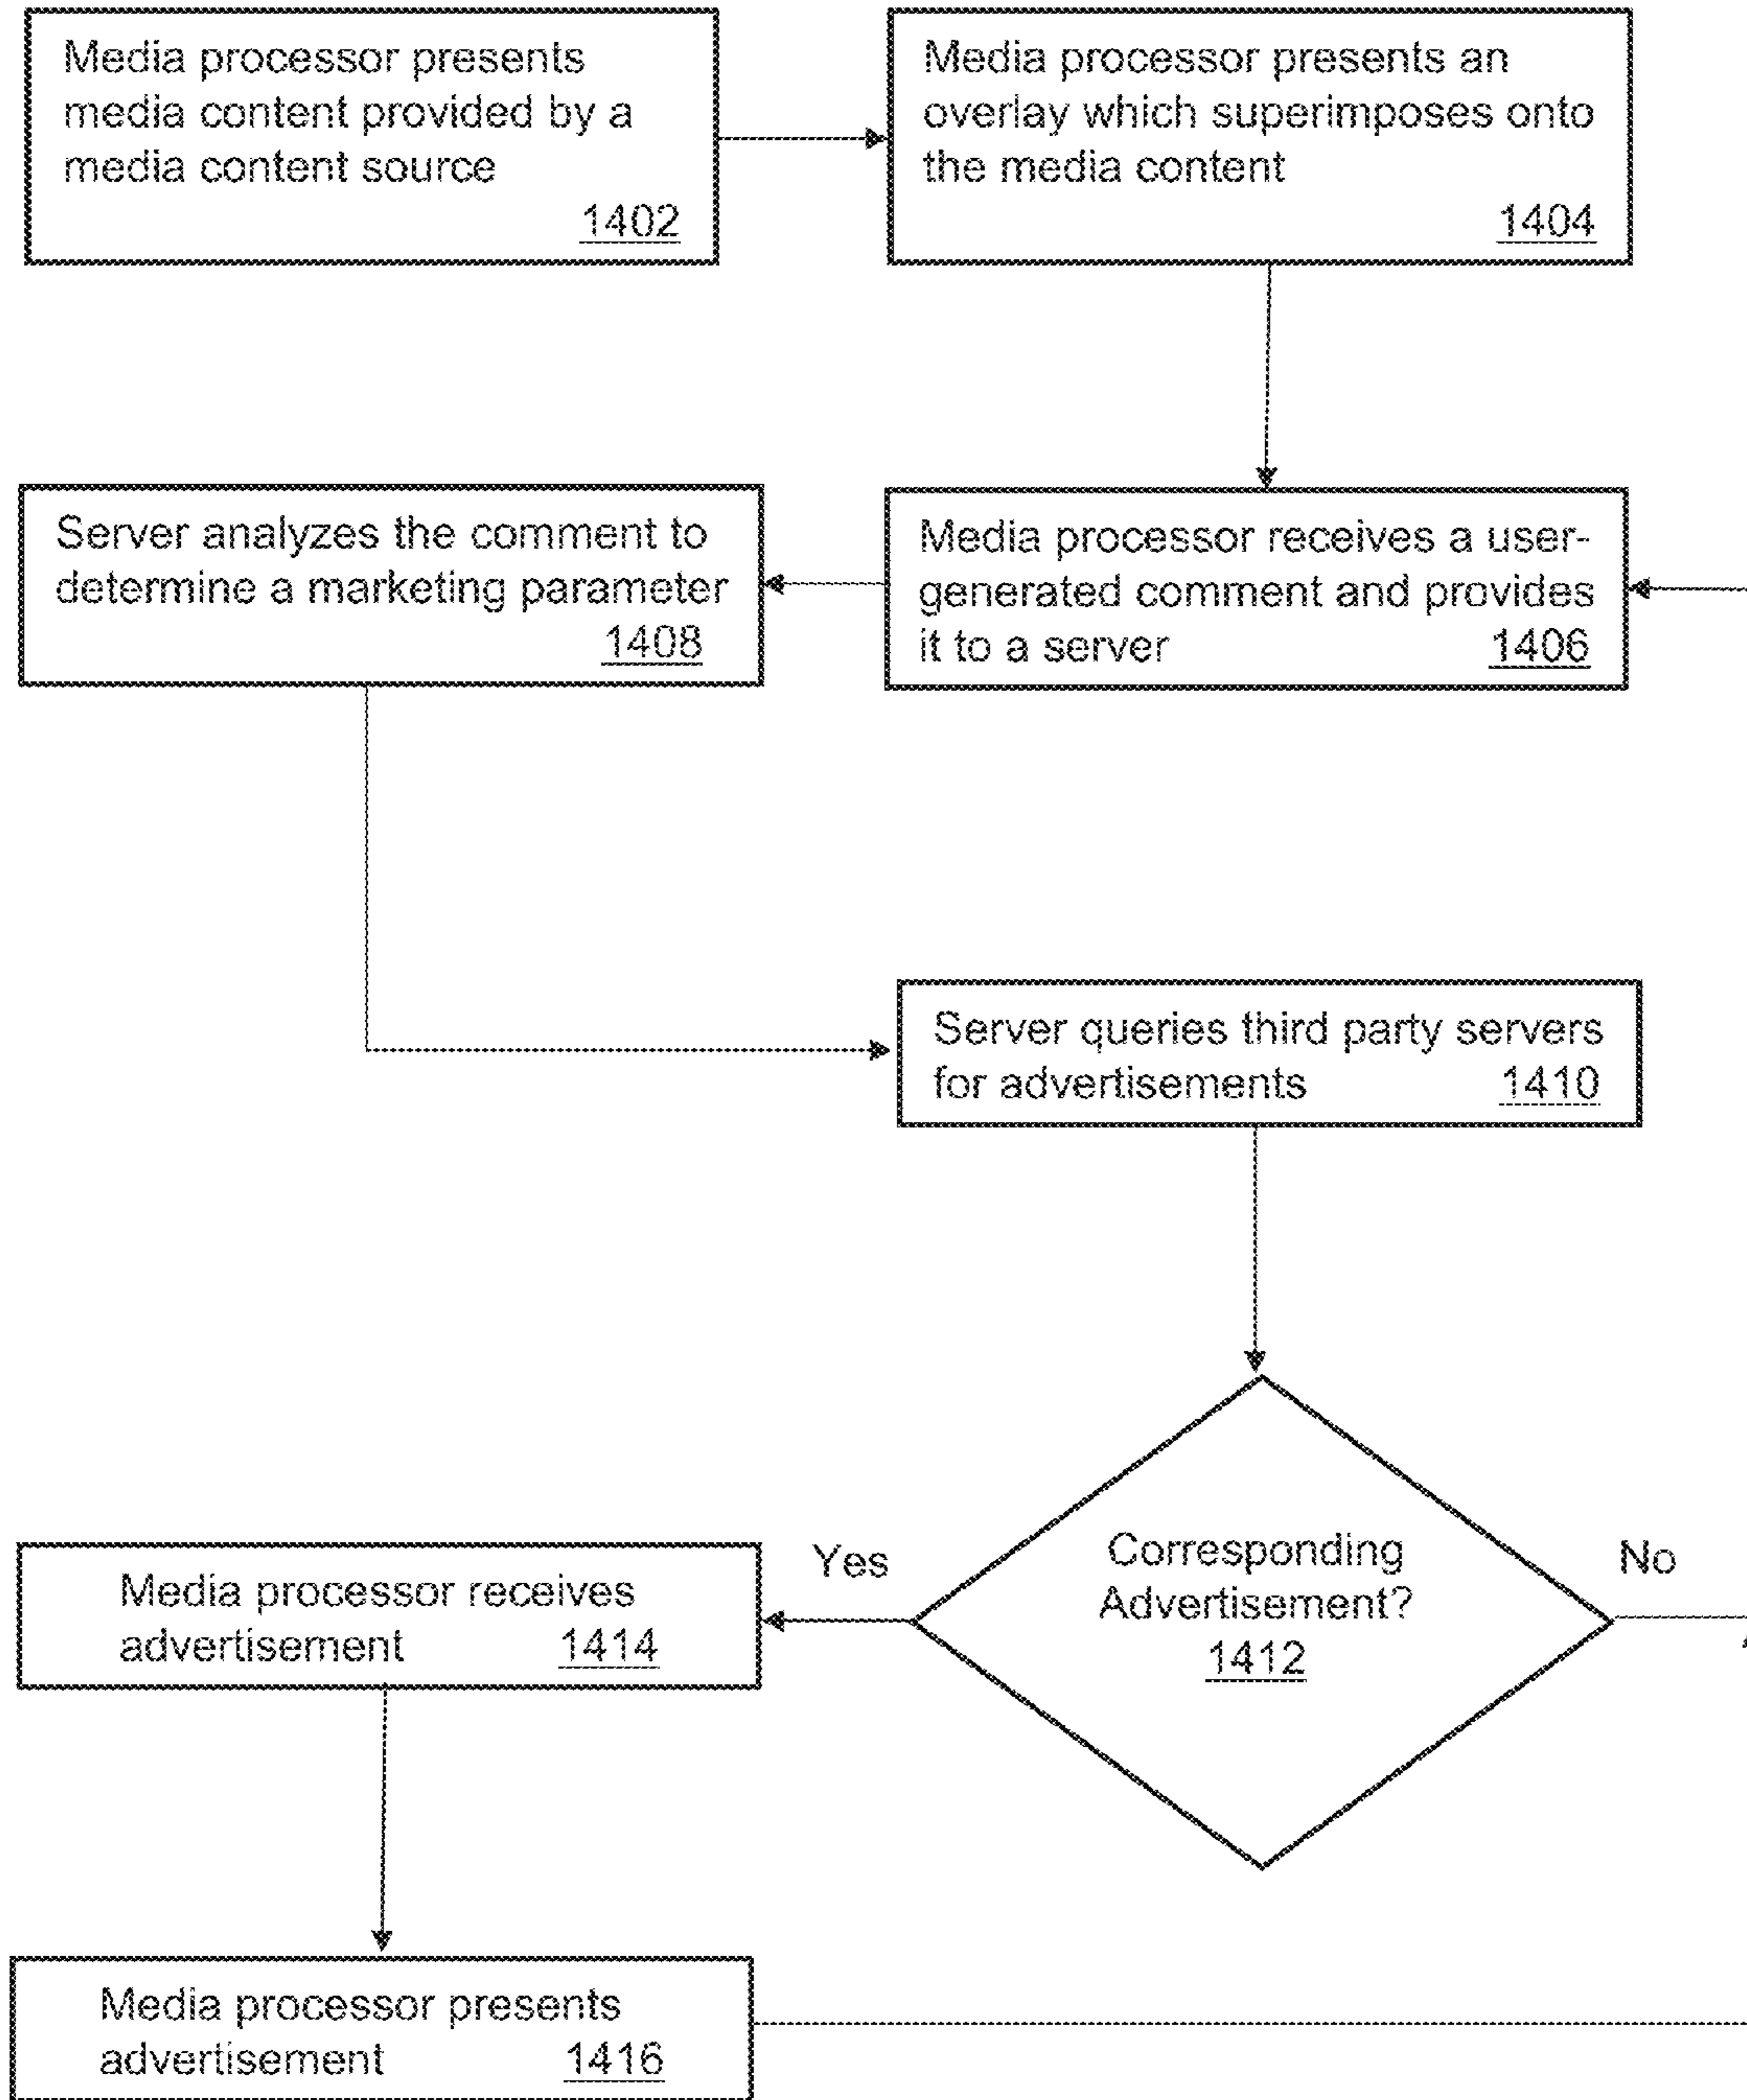 Media processor presents
media content provided by a
media content source
1402
Media processor presents an
overlay which superimposes onto
the media content
1404
Media processor receives a user-
generated comment and provides
it to a server 1406
Server analyzes the comment to
determine a marketing parameter
1408
Server queries third party servers
for advertisements 1410
Corresponding
Advertisement?
1412
Yes
No
Media processor receives
advertisement 1414
Media processor presents
advertisement 1416